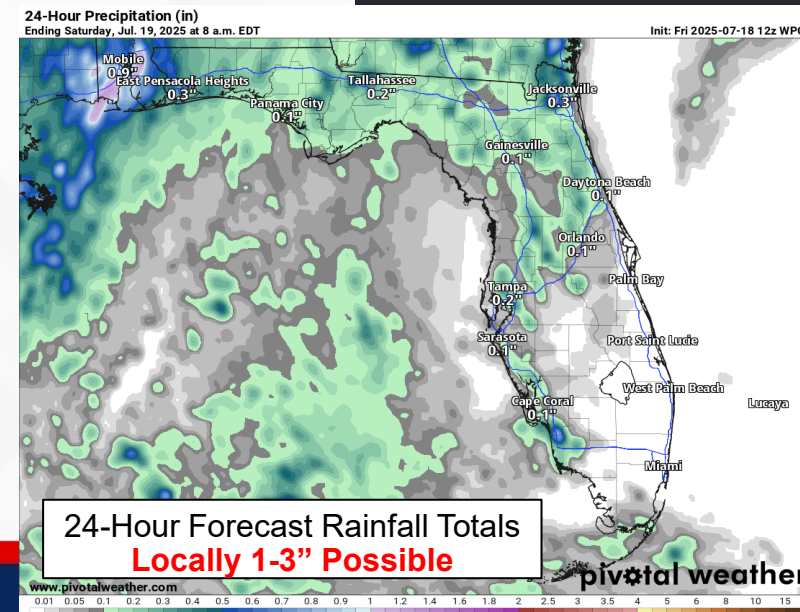 24-Hour Precipitation (in)
Ending Saturday, Jul. 19, 2025 at 8 a.m. EDT
Init: Fri 2025-07-18 12z WPC
Mobile
0.9"
East Pensacola Heights
0.3"
Panama City
0.1"
Tallahassee
0.2"
Jacksonville
0.3"
Gainesville
0.1"
Daytona Beach
0.1"
Orlando
0.1"
Palm Bay
Tampa
0.2"
Sarasota
0.1"
Port Saint Lucie
West Palm Beach
Lucaya
Cape Coral
0.1"
Miami
24-Hour Forecast Rainfall Totals
Locally 1-3” Possible
www.pivotalweather.com
pivotal weather
0.01 0.05 0.1 0.2 0.3 0.4 0.5 0.6 0.7 0.8 0.9 1 1.2 1.4 1.6 1.8 2 2.5 3 3.5 4 5 6 8 10 15